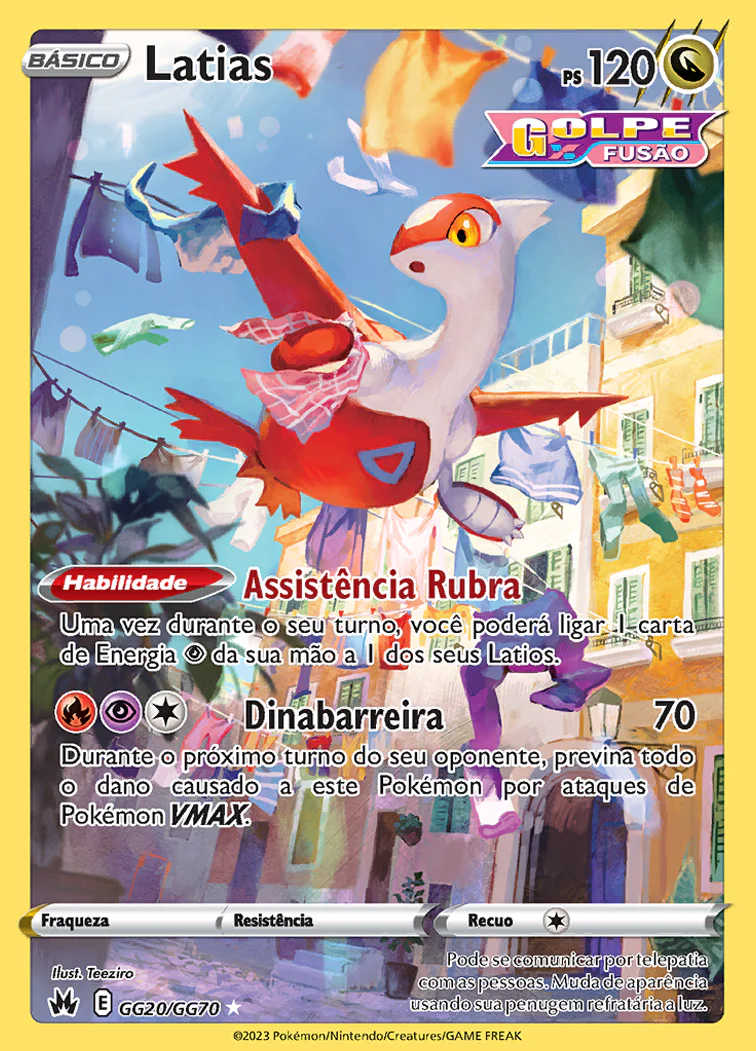 BÁSICO Latias PS 120
GOLPE
FUSÃO
Habilidade Assistência Rubra
Uma vez durante o seu turno, você poderá ligar 1 carta
de Energia da sua mão a 1 dos seus Latios.
Dinabarreira 70
Durante o próximo turno do seu oponente, previna todo
o dano causado a este Pokémon por ataques de
Pokémon VMAX.
Fraqueza Resistência Recuo
Ilust. Teeziro
Pode se comunicar por telepatia
com as pessoas. Muda de aparência
usando sua penugem refratária a luz.
E GG20/GG70
©2023 Pokémon/Nintendo/Creatures/GAME FREAK